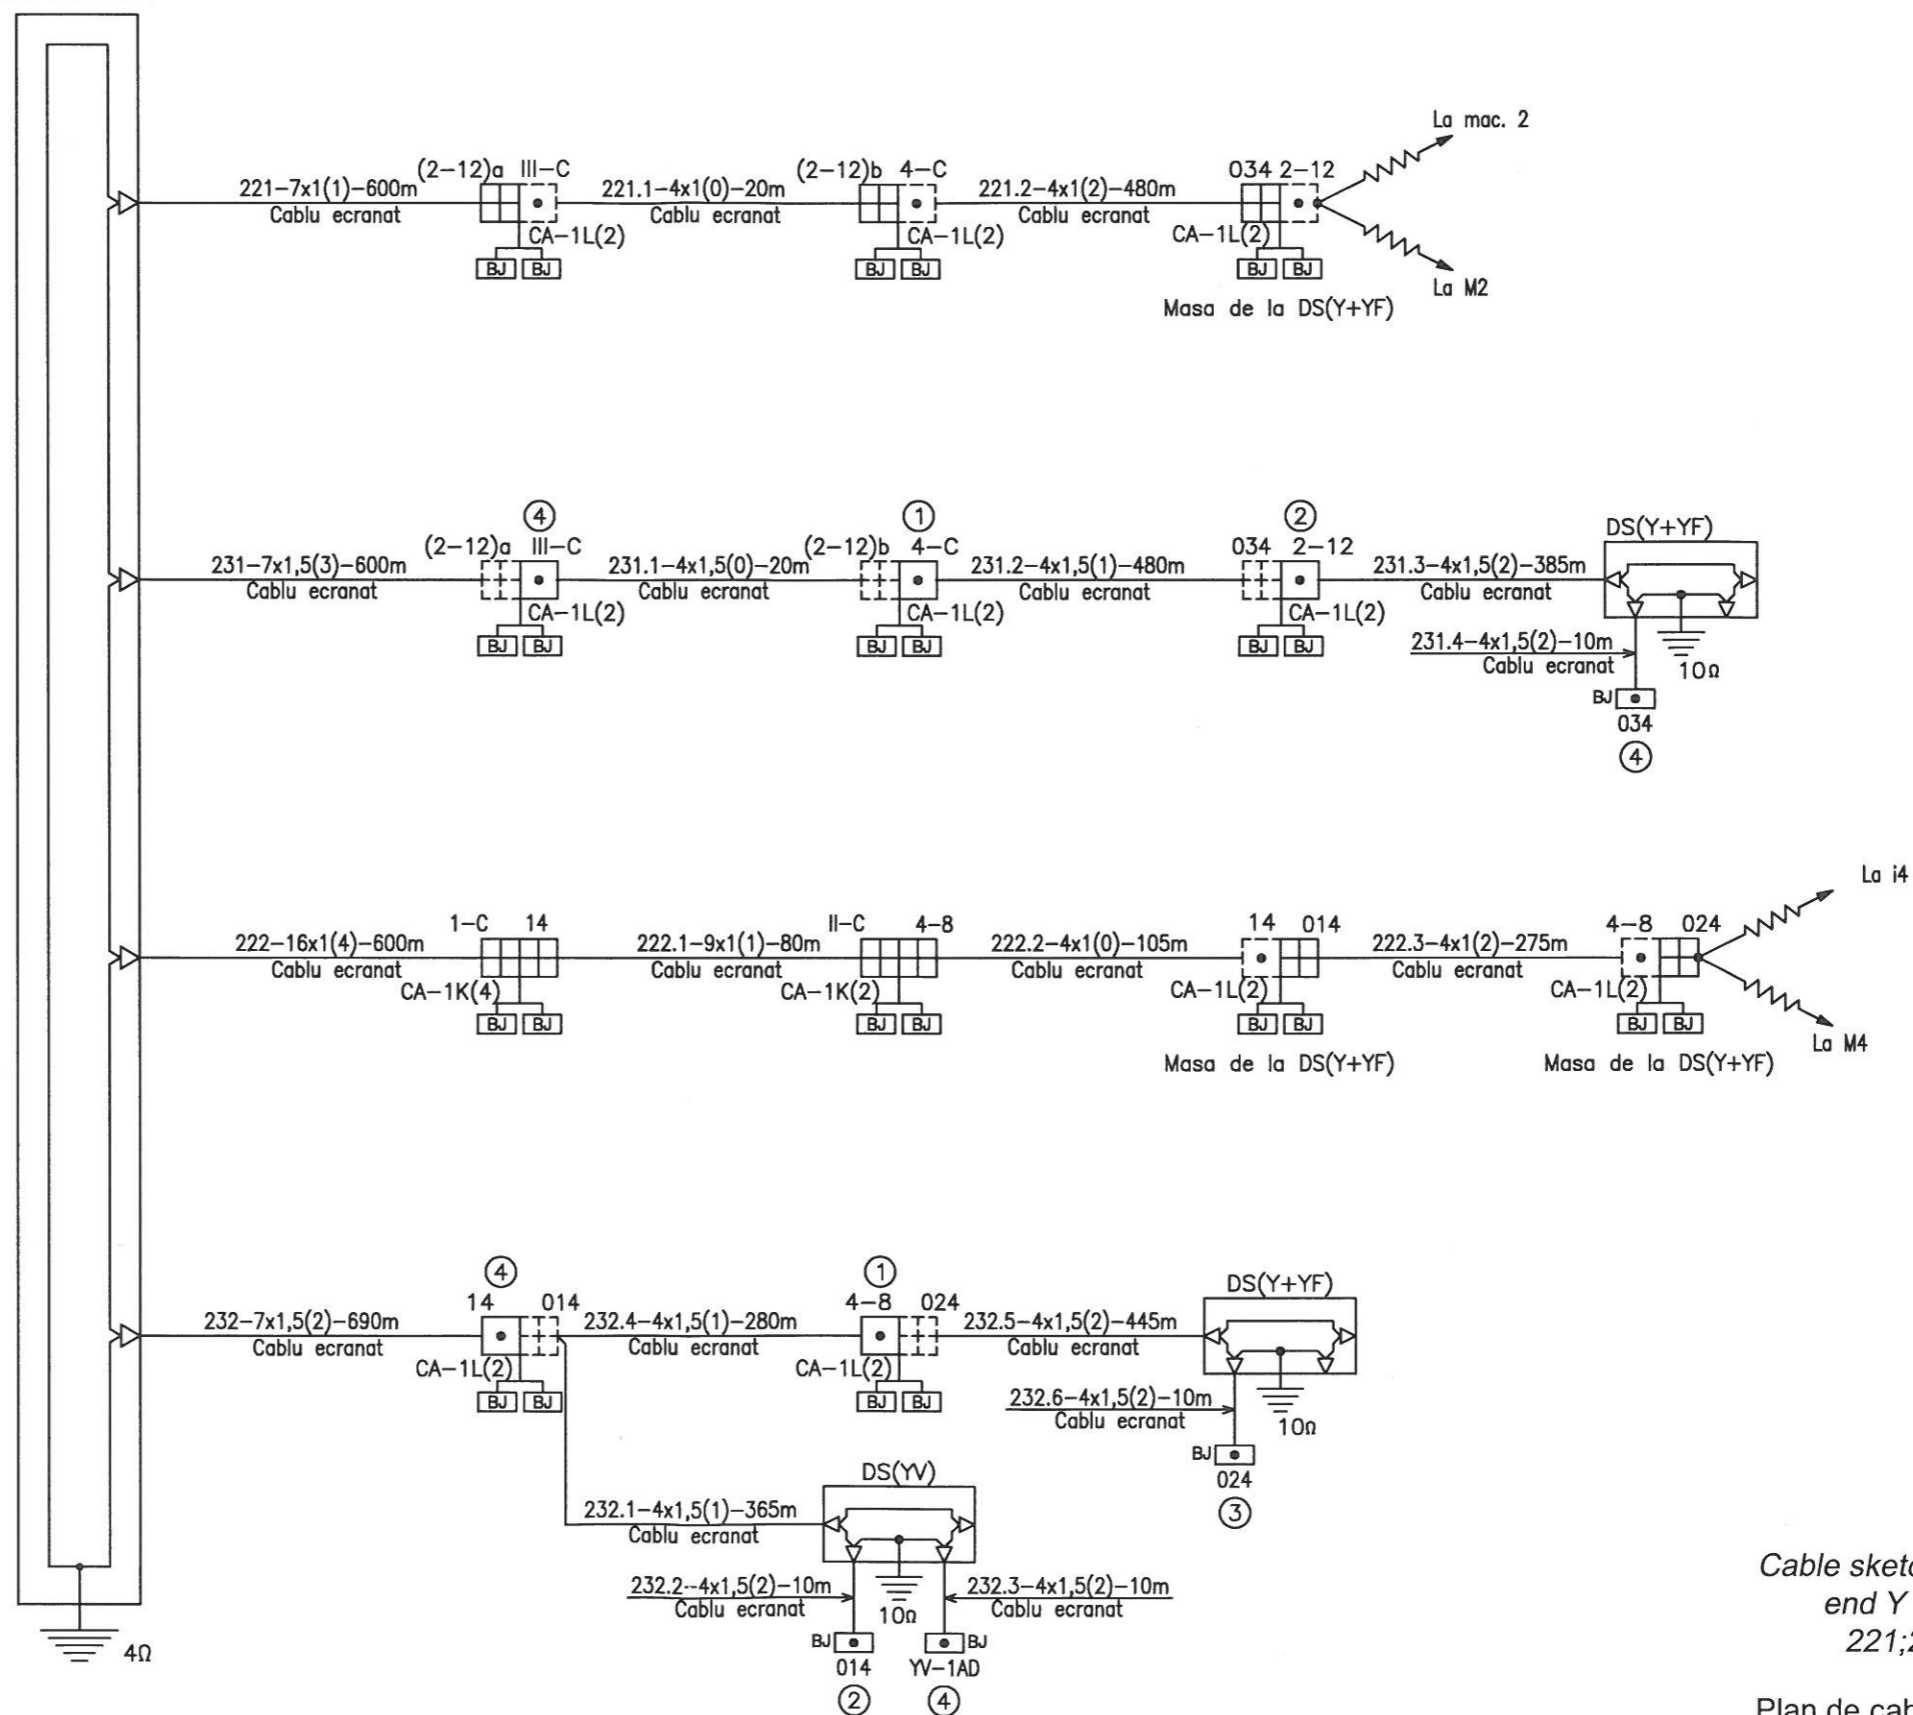 La mac. 2
(2-12)a III-C
(2-12)b 4-C
034 2-12
221-7x1(1)-600m
Cablu ecranat
221.1-4x1(0)-20m
Cablu ecranat
221.2-4x1(2)-480m
Cablu ecranat
CA-1L(2)
CA-1L(2)
CA-1L(2)
BJ BJ
BJ BJ
BJ BJ
La M2
Masa de la DS(Y+YF)
4
1
2
DS(Y+YF)
(2-12)a III-C
(2-12)b 4-C
034 2-12
231-7x1,5(3)-600m
Cablu ecranat
231.1-4x1,5(0)-20m
Cablu ecranat
231.2-4x1,5(1)-480m
Cablu ecranat
231.3-4x1,5(2)-385m
Cablu ecranat
CA-1L(2)
CA-1L(2)
CA-1L(2)
BJ BJ
BJ BJ
BJ BJ
231.4-4x1,5(2)-10m
Cablu ecranat
10Ω
BJ
034
4
La i4
1-C 14
II-C 4-8
14 014
4-8 024
222-16x1(4)-600m
Cablu ecranat
222.1-9x1(1)-80m
Cablu ecranat
222.2-4x1(0)-105m
Cablu ecranat
222.3-4x1(2)-275m
Cablu ecranat
CA-1K(4)
CA-1K(2)
CA-1L(2)
CA-1L(2)
BJ BJ
BJ BJ
BJ BJ
BJ BJ
La M4
Masa de la DS(Y+YF)
Masa de la DS(Y+YF)
4
1
DS(Y+YF)
14 014
4-8 024
232-7x1,5(2)-690m
Cablu ecranat
232.4-4x1,5(1)-280m
Cablu ecranat
232.5-4x1,5(2)-445m
Cablu ecranat
CA-1L(2)
CA-1L(2)
BJ BJ
BJ BJ
232.6-4x1,5(2)-10m
Cablu ecranat
10Ω
BJ
024
3
DS(YV)
232.1-4x1,5(1)-365m
Cablu ecranat
232.2-4x1,5(2)-10m
Cablu ecranat
10Ω
232.3-4x1,5(2)-10m
Cablu ecranat
BJ
BJ
014
YV-1AD
2
4
4Ω
Cable
end Y
221;
Plan de